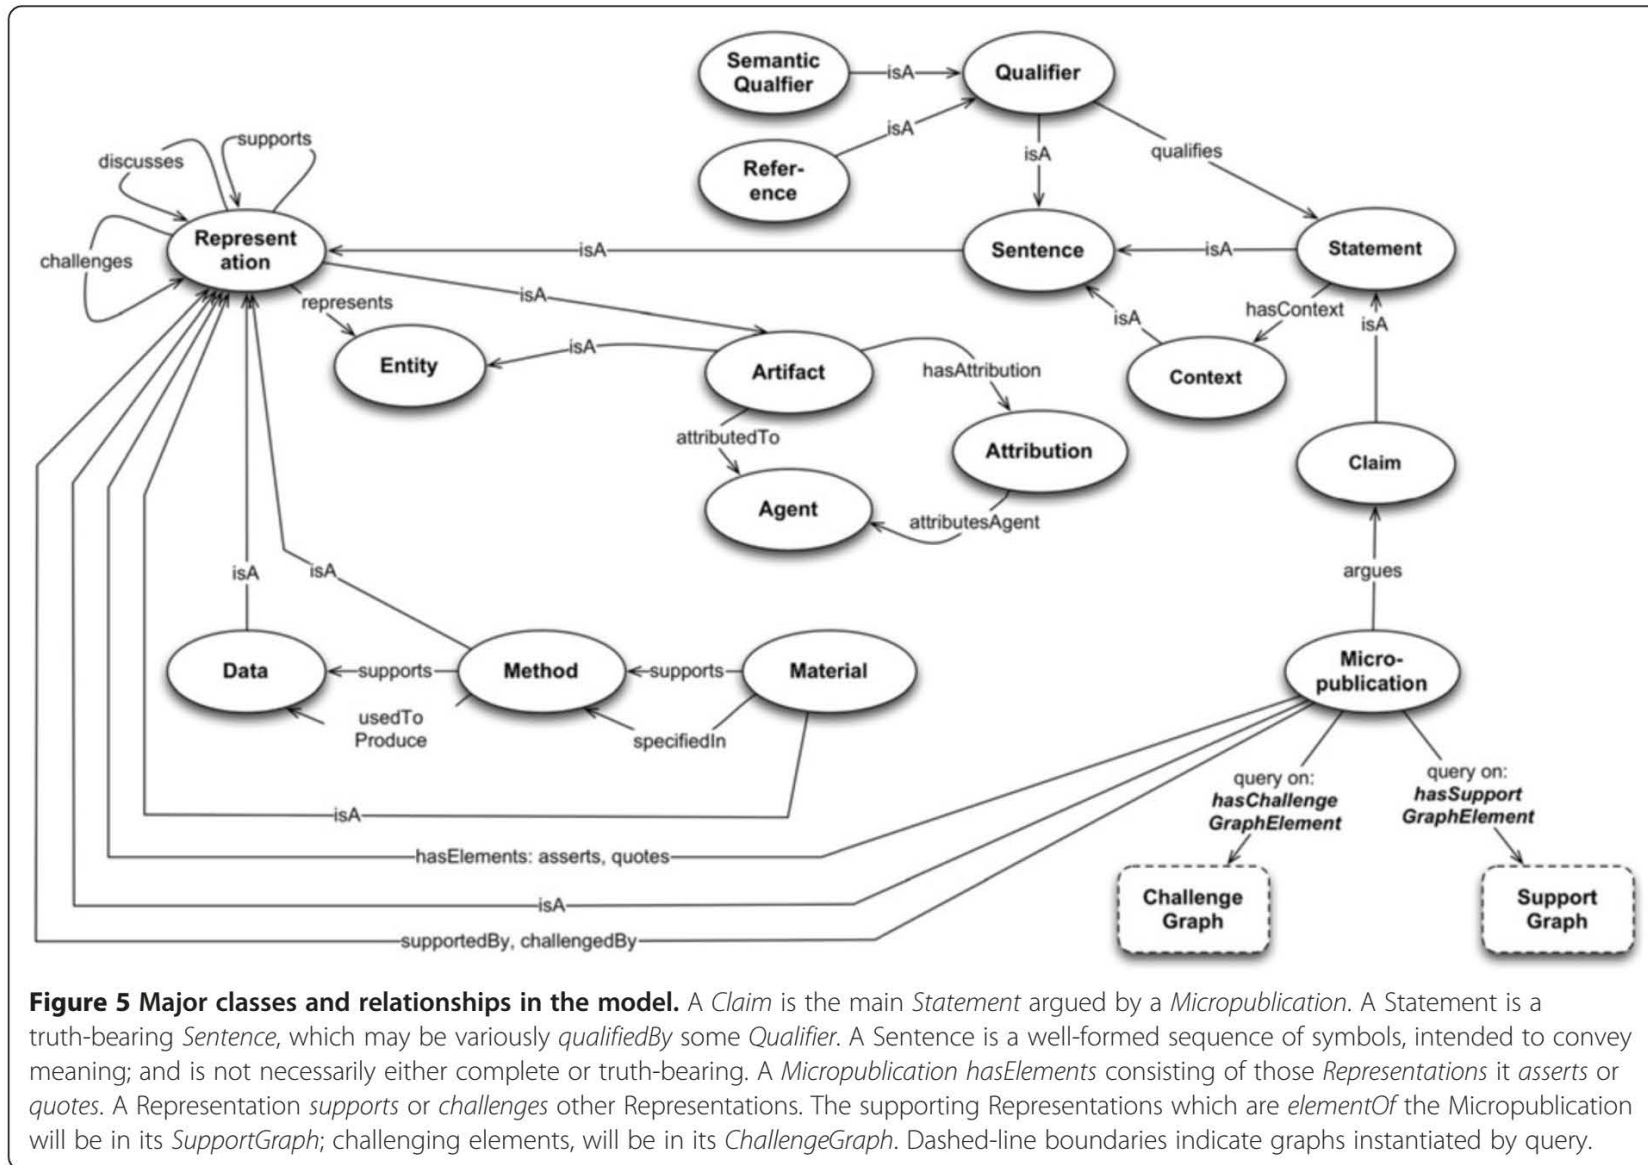 Semantic
Qualfier
isA
Qualifier
supports
discusses
isA
isA
qualifies
Refer-
ence
Represent
ation
isA
Sentence
isA
Statement
challenges
represents
isA
hasContext
isA
isA
Entity
isA
Artifact
hasAttribution
Context
attributedTo
Attribution
Claim
Agent
attributesAgent
isA
isA
argues
Data
supports
Method
supports
Material
Micro-
publication
usedTo
Produce
specifiedIn
query on:
hasChallenge
GraphElement
query on:
hasSupport
GraphElement
isA
hasElements: asserts, quotes
isA
Challenge
Graph
Support
Graph
supportedBy, challengedBy
Figure 5 Major classes and relationships in the model. A Claim is the main Statement argued by a Micropublication. A Statement is a
truth-bearing Sentence, which may be variously qualifiedBy some Qualifier. A Sentence is a well-formed sequence of symbols, intended to convey
meaning; and is not necessarily either complete or truth-bearing. A Micropublication hasElements consisting of those Representations it asserts or
quotes. A Representation supports or challenges other Representations. The supporting Representations which are elementOf the Micropublication
will be in its SupportGraph; challenging elements, will be in its ChallengeGraph. Dashed-line boundaries indicate graphs instantiated by query.